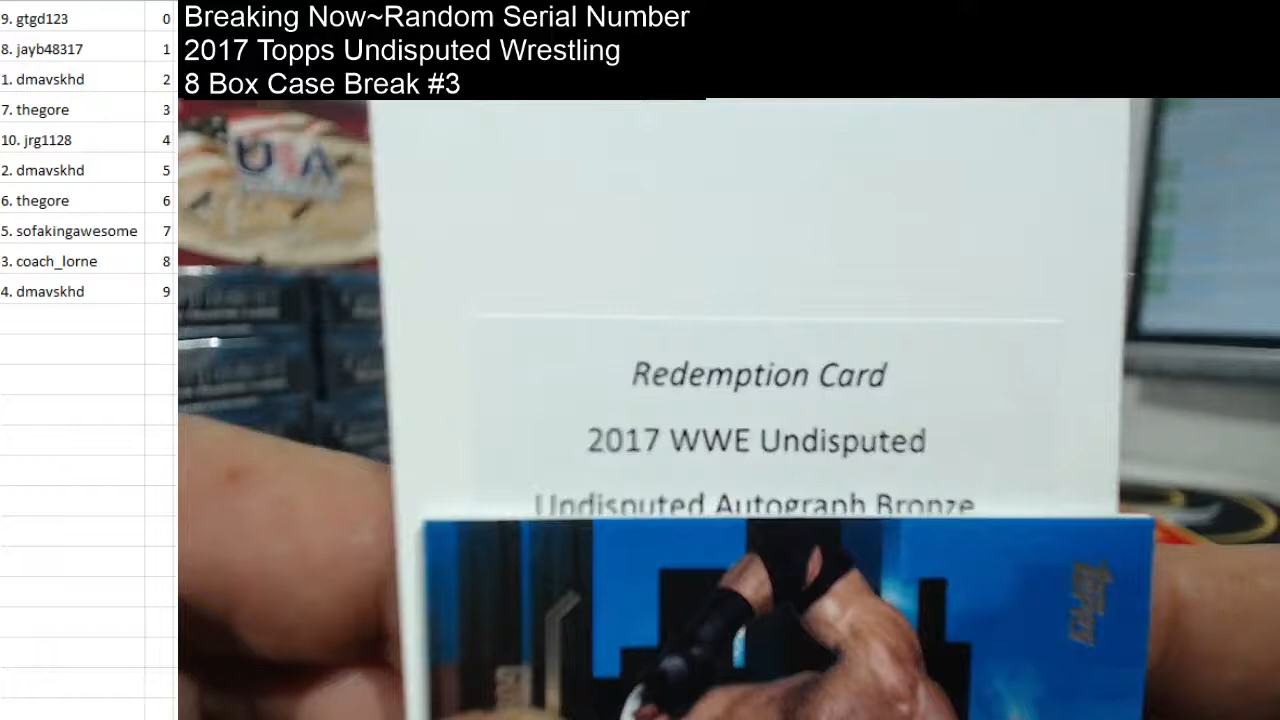 9. gtgd123 0
8. jayb48317 1
1. dmavskhd 2
7. thegore 3
10. jrg1128 4
2. dmavskhd 5
6. thegore 6
5. sofakingawesome 7
3. coach_lorne 8
4. dmavskhd 9
Breaking Now~Random Serial Number
2017 Topps Undisputed Wrestling
8 Box Case Break #3
USA
Redemption Card
2017 WWE Undisputed
Undisputed Autograph Bronze
Topps